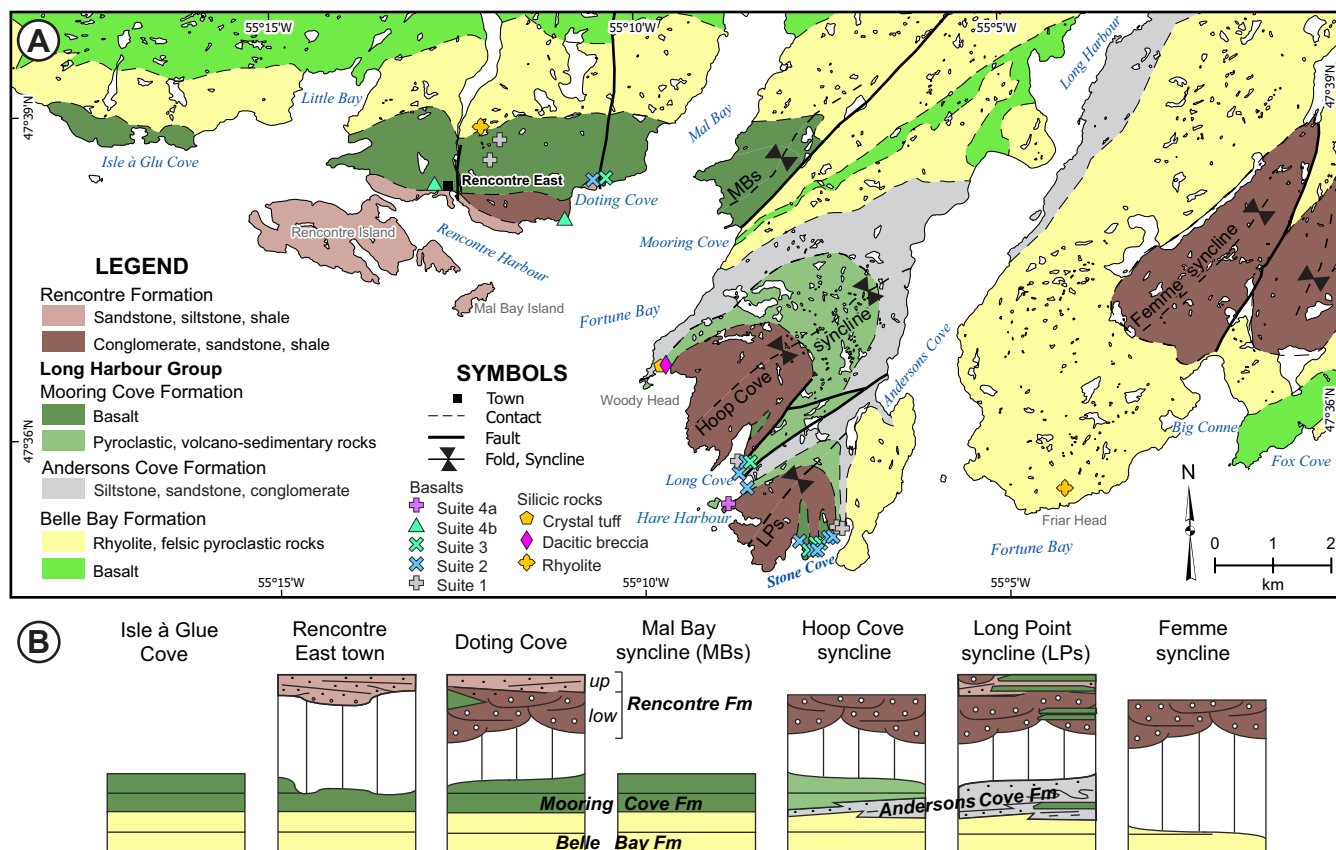 A
55°15'W
55°10'W
55°5'W
47°39'N
47°39'N
Little Bay
Mal Bay
Long Harbour
Isle à Glu Cove
Rencontre East
MBs
Doting Cove
Rencontre Island
Rencontre Harbour
Mooring Cove
Mal Bay Island
Fortune Bay
Femme syncline
syncline
Hoop Cove
Andersons Cove
Woody Head
47°36'N
47°36'N
Big Conne
Fox Cove
Long Cove
Hare Harbour
LPs
Stone Cove
Friar Head
Fortune Bay
N
0 1 2
km
55°15'W
55°10'W
55°5'W
LEGEND
Rencontre Formation
Sandstone, siltstone, shale
Conglomerate, sandstone, shale
Long Harbour Group
Mooring Cove Formation
Basalt
Pyroclastic, volcano-sedimentary rocks
Andersons Cove Formation
Siltstone, sandstone, conglomerate
Belle Bay Formation
Rhyolite, felsic pyroclastic rocks
Basalt
SYMBOLS
Town
Contact
Fault
Fold, Syncline
Basalts
Suite 4a
Suite 4b
Suite 3
Suite 2
Suite 1
Silicic rocks
Crystal tuff
Dacitic breccia
Rhyolite
B
Isle à Glue
Cove
Rencontre
East town
Doting Cove
Mal Bay
syncline (MBs)
Hoop Cove
syncline
Long Point
syncline (LPs)
Femme
syncline
up
low
Rencontre Fm
Mooring Cove Fm
Andersons Cove Fm
Belle Bay Fm